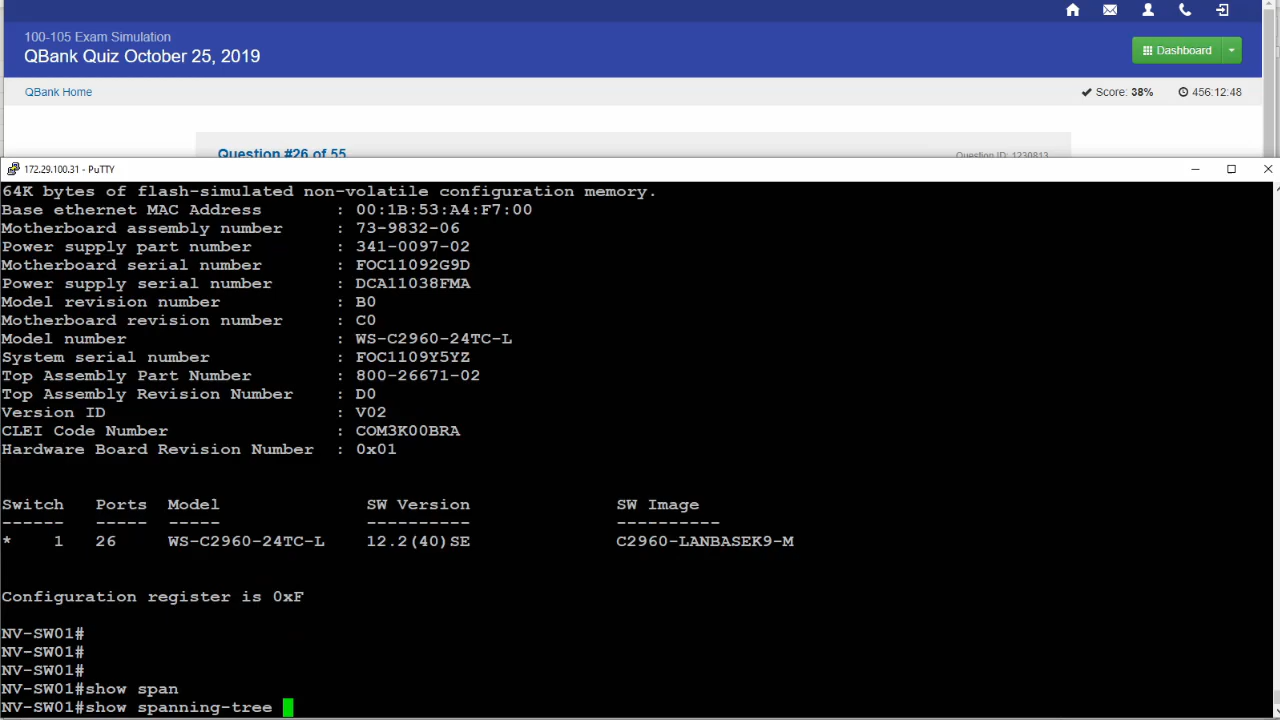 100-105 Exam Simulation
QBank Quiz October 25, 2019
Dashboard
QBank Home
Score: 38%
456:12:48
Question #26 of 55
Question ID: 1230813
172.29.100.31 - PuTTY
64K bytes of flash-simulated non-volatile configuration memory.
Base ethernet MAC Address : 00:1B:53:A4:F7:00
Motherboard assembly number : 73-9832-06
Power supply part number : 341-0097-02
Motherboard serial number : FOC11092G9D
Power supply serial number : DCA11038FMA
Model revision number : B0
Motherboard revision number : C0
Model number : WS-C2960-24TC-L
System serial number : FOC1109Y5YZ
Top Assembly Part Number : 800-26671-02
Top Assembly Revision Number : D0
Version ID : V02
CLEI Code Number : COM3K00BRA
Hardware Board Revision Number : 0x01
Switch Ports Model SW Version SW Image
------ ----- ----- ---------- ----------
* 1 26 WS-C2960-24TC-L 12.2(40)SE C2960-LANBASEK9-M
Configuration register is 0xF
NV-SW01#
NV-SW01#
NV-SW01#
NV-SW01#show span
NV-SW01#show spanning-tree